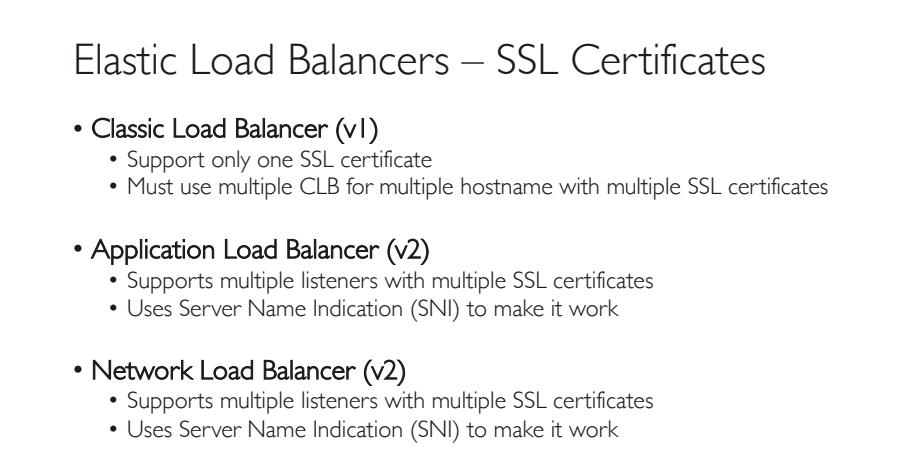 Elastic Load Balancers – SSL Certificates
• Classic Load Balancer (v1)
• Support only one SSL certificate
• Must use multiple CLB for multiple hostname with multiple SSL certificates
• Application Load Balancer (v2)
• Supports multiple listeners with multiple SSL certificates
• Uses Server Name Indication (SNI) to make it work
• Network Load Balancer (v2)
• Supports multiple listeners with multiple SSL certificates
• Uses Server Name Indication (SNI) to make it work